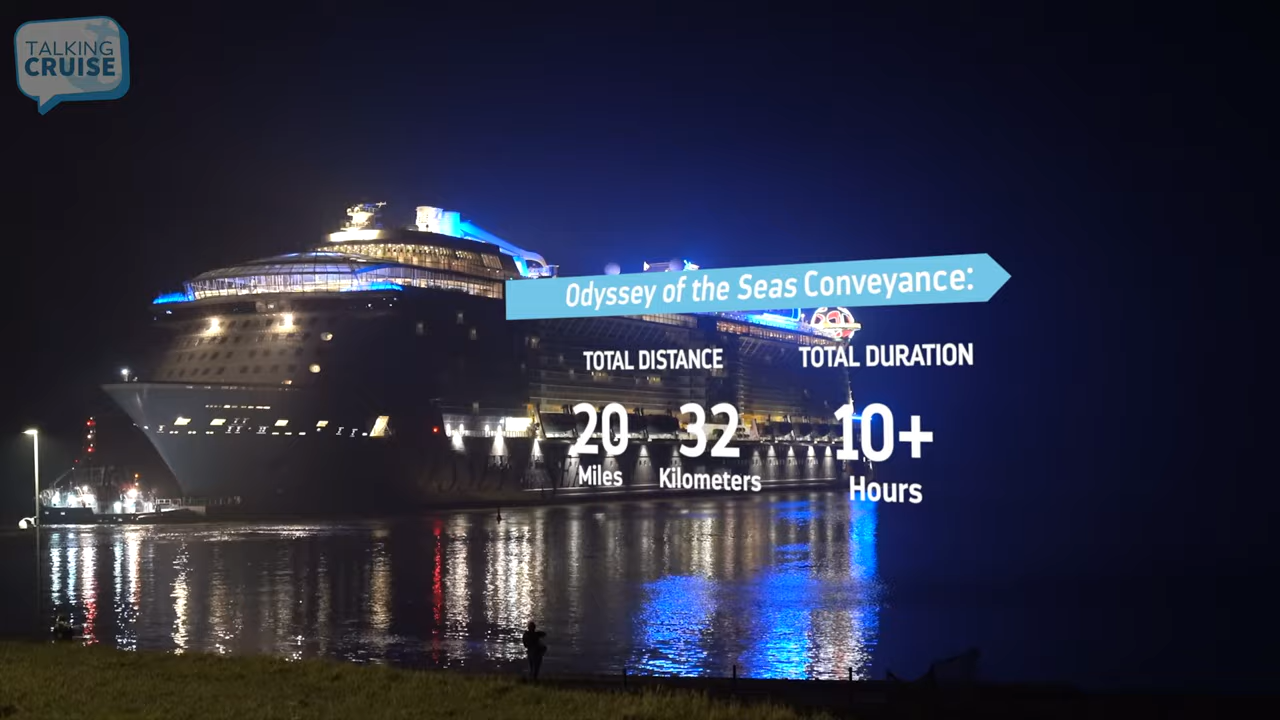 TALKING
CRUISE
Odyssey of the Seas Conveyance:
TOTAL DISTANCE
TOTAL DURATION
20
32
10+
Miles
Kilometers
Hours